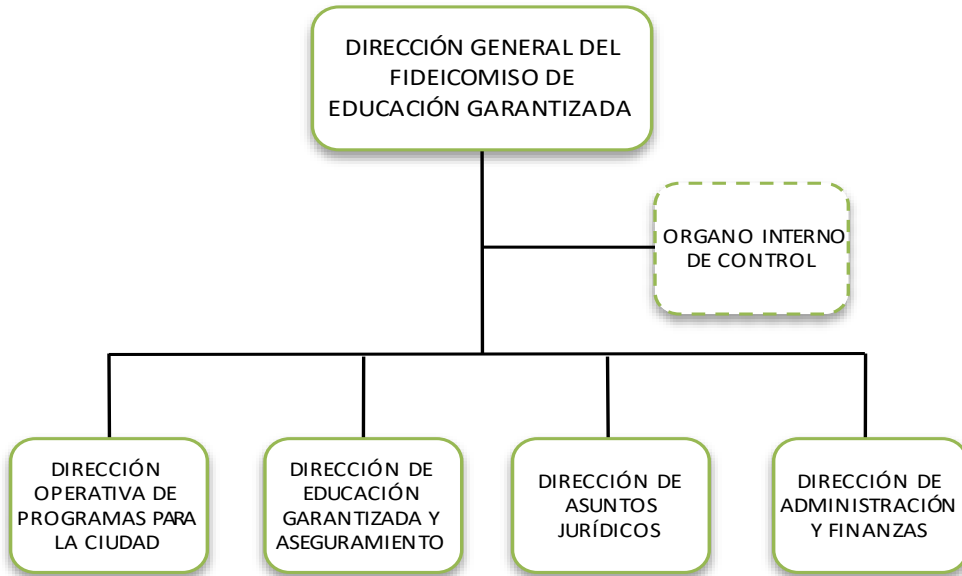 DIRECCIÓN GENERAL DEL
FIDEICOMISO DE
EDUCACIÓN GARANTIZADA
ORGANO INTERNO
DE CONTROL
DIRECCIÓN
OPERATIVA DE
PROGRAMAS PARA
LA CIUDAD
DIRECCIÓN DE
EDUCACIÓN
GARANTIZADA Y
ASEGURAMIENTO
DIRECCIÓN DE
ASUNTOS
JURÍDICOS
DIRECCIÓN DE
ADMINISTRACIÓN
Y FINANZAS